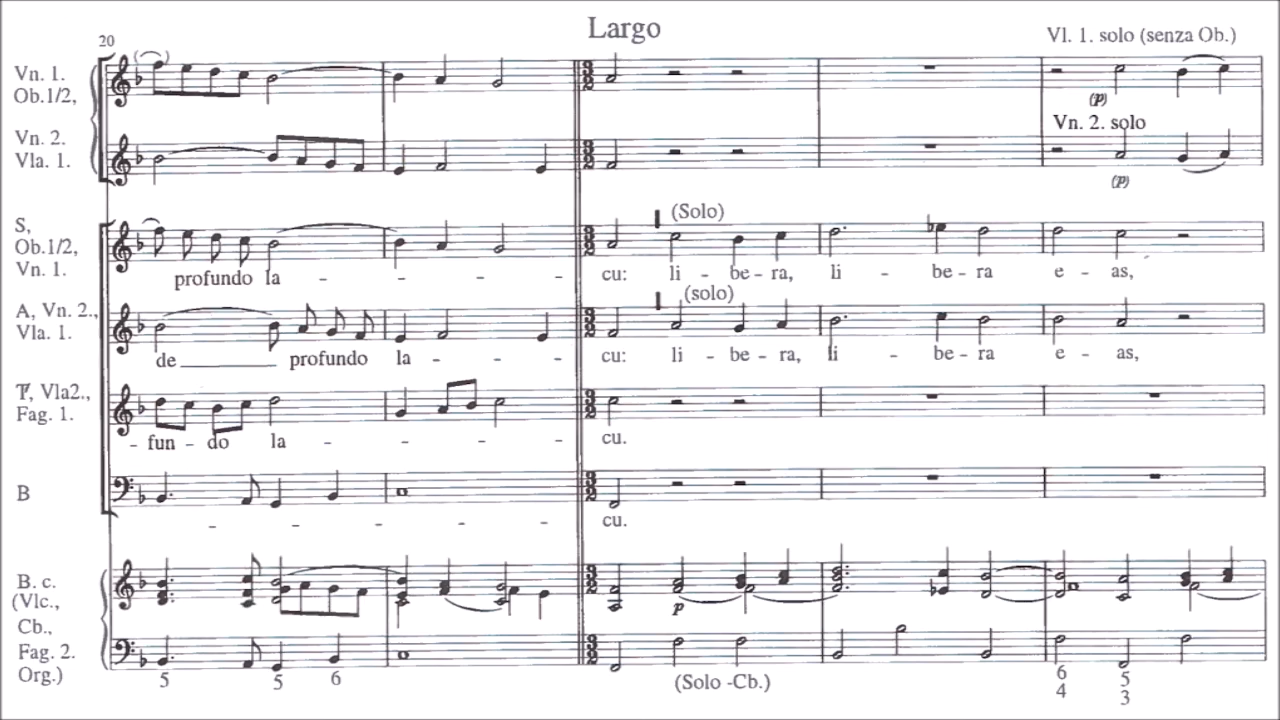 Largo
20
Vl. 1. solo (senza Ob.)
Vn. 1.
Ob.1/2,
(p)
Vn. 2.
Vla. 1.
Vn. 2. solo
(p)
3
2
S,
Ob.1/2,
Vn. 1.
(Solo)
profundo la - - - - cu: li - be - ra, li - be - ra e - as,
A, Vn. 2.,
Vla. 1.
(solo)
de profundo la - - - cu: li - be - ra, li - be - ra e - as,
T, Vla2.,
Fag. 1.
- fun - do la - - - - cu.
B
- - - - cu.
B. c.
(Vlc.,
Cb.,
Fag. 2.
Org.)
p
5 5 6 (Solo -Cb.) 6 5
4 3